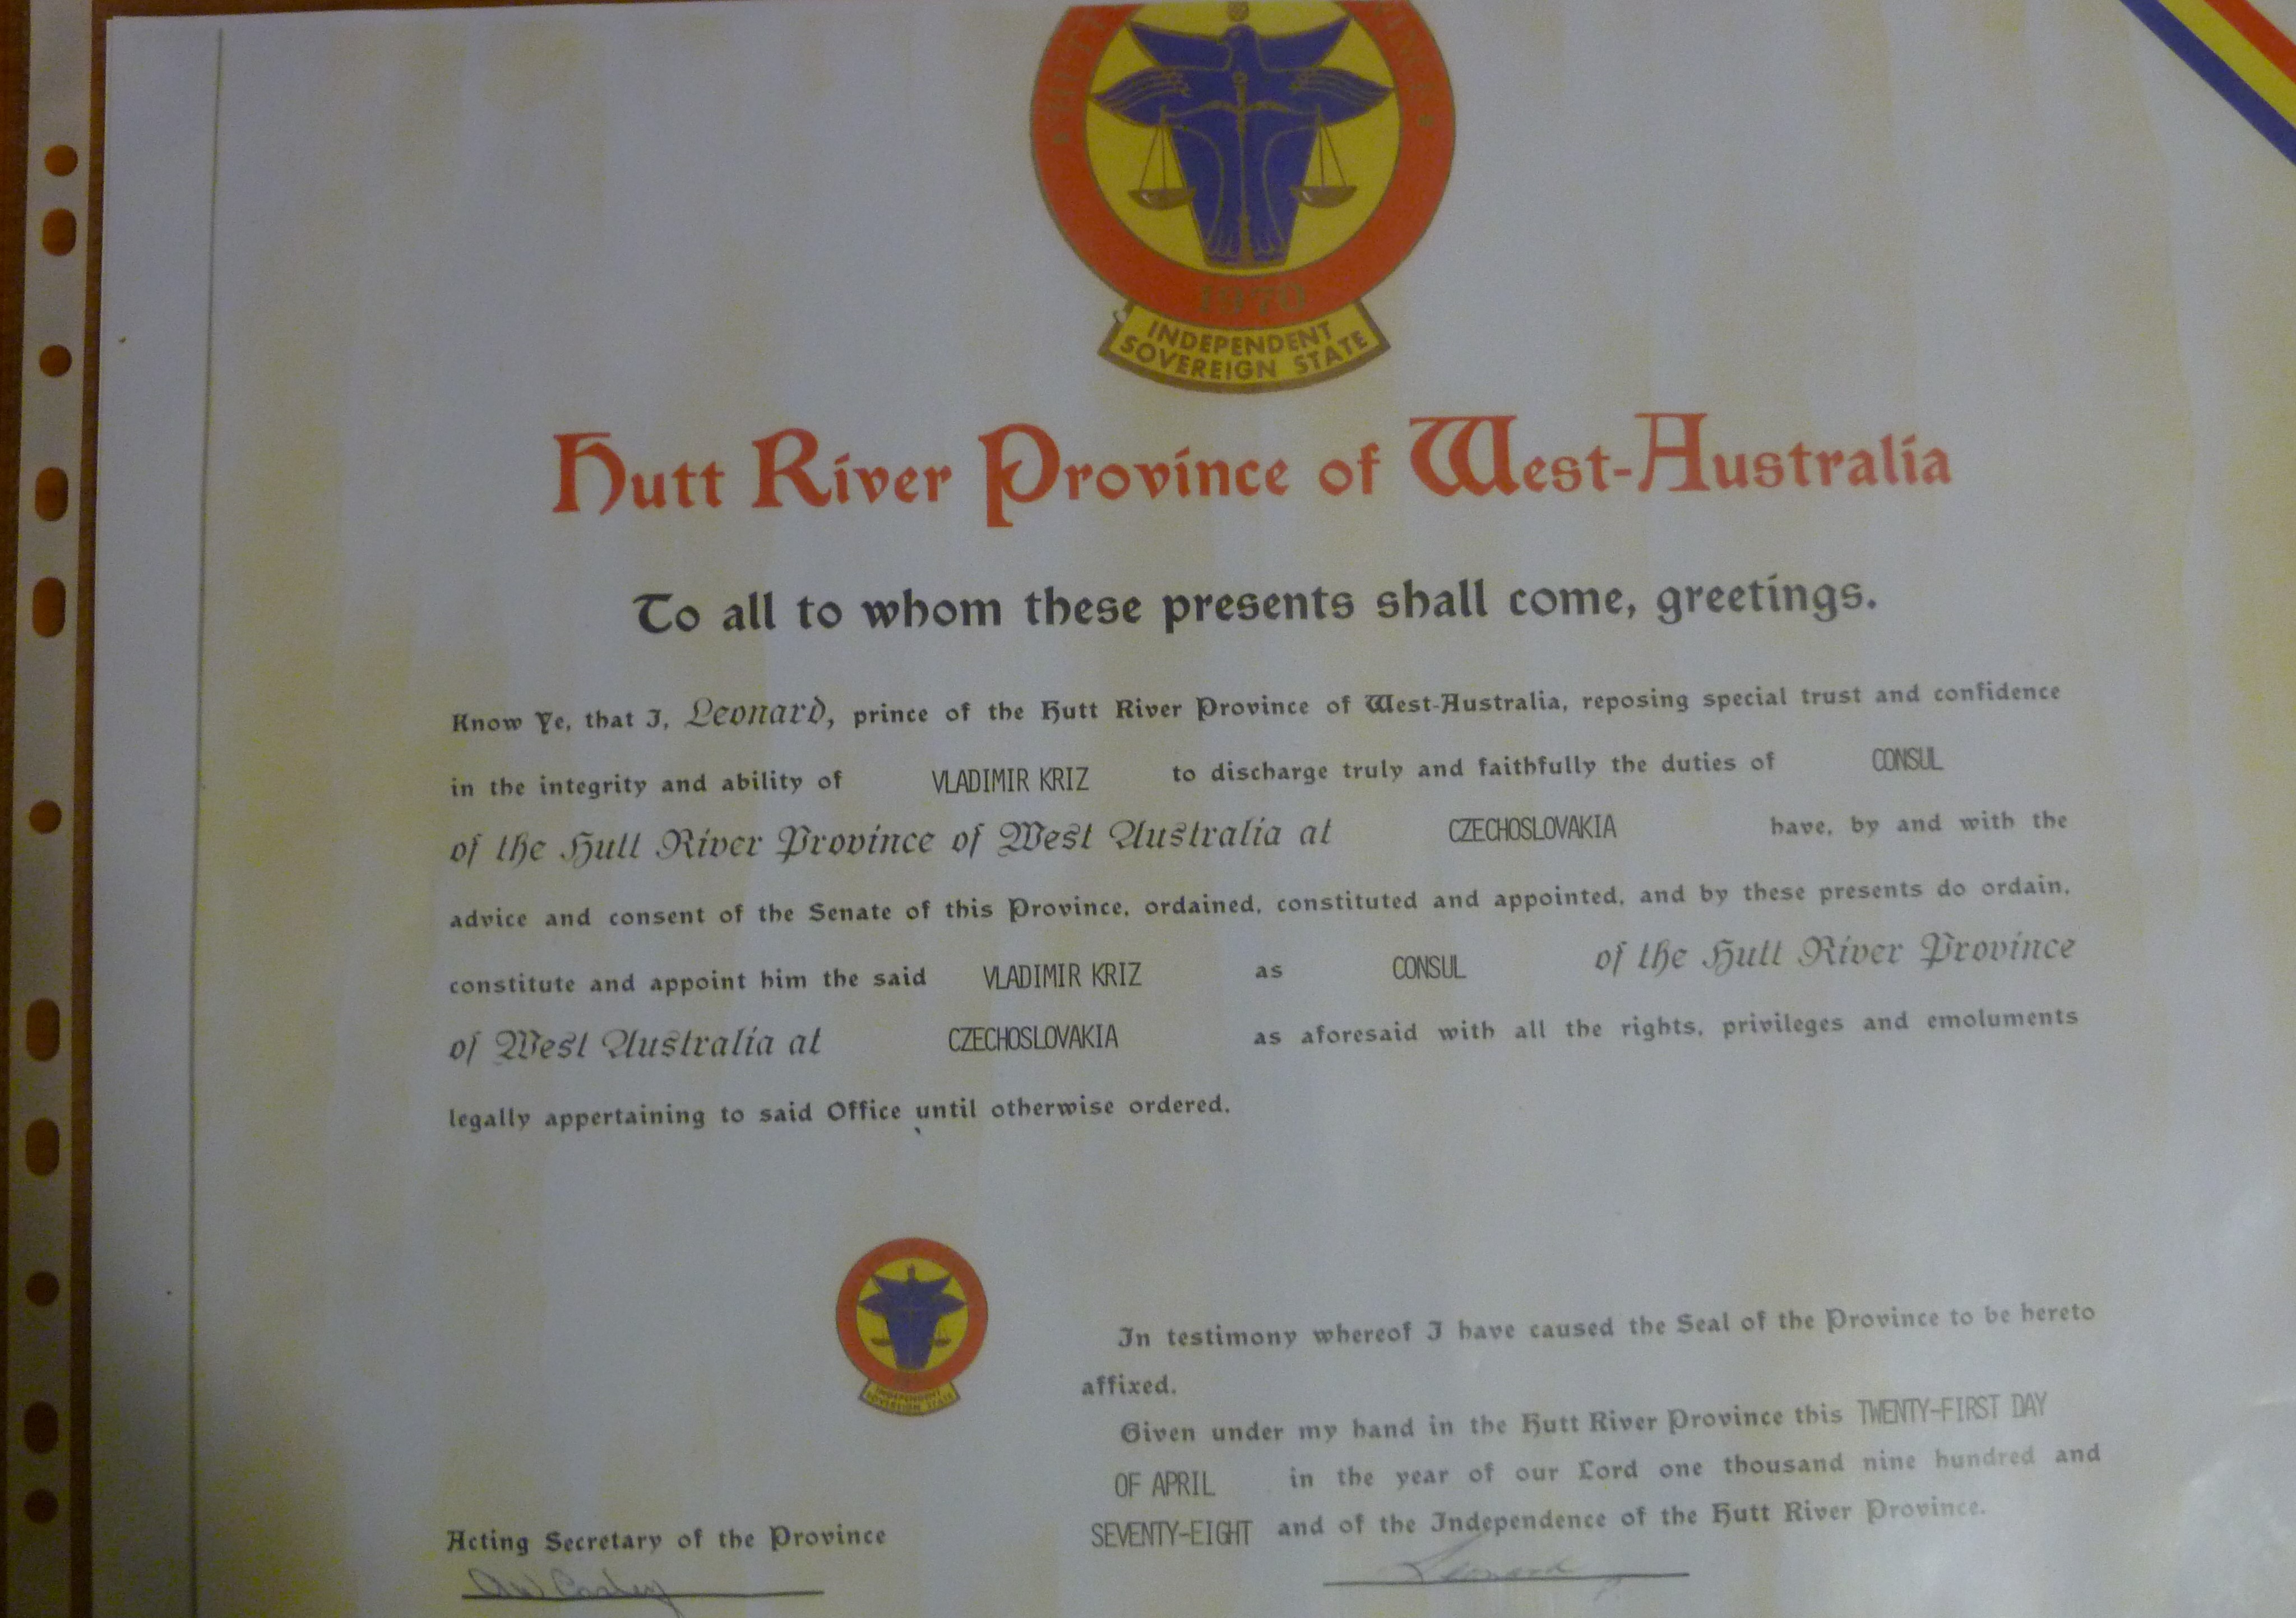 1970
INDEPENDENT
SOVEREIGN STATE
Hutt River Province of West-Australia
To all to whom these presents shall come, greetings.
Know Ye, that I, Leonard, prince of the Hutt River Province of West-Australia, reposing special trust and confidence
in the integrity and ability of VLADIMIR KRIZ to discharge truly and faithfully the duties of CONSUL
of the Hutt River Province of West Australia at CZECHOSLOVAKIA have, by and with the
advice and consent of the Senate of this Province, ordained, constituted and appointed, and by these presents do ordain,
constitute and appoint him the said VLADIMIR KRIZ as CONSUL of the Hutt River Province
of West Australia at CZECHOSLOVAKIA as aforesaid with all the rights, privileges and emoluments
legally appertaining to said Office until otherwise ordered.
INDEPENDENT
SOVEREIGN STATE
In testimony whereof I have caused the Seal of the Province to be hereto
affixed.
Given under my hand in the Hutt River Province this TWENTY-FIRST DAY
OF APRIL in the year of our Lord one thousand nine hundred and
SEVENTY-EIGHT and of the Independence of the Hutt River Province.
Acting Secretary of the Province
Leonard